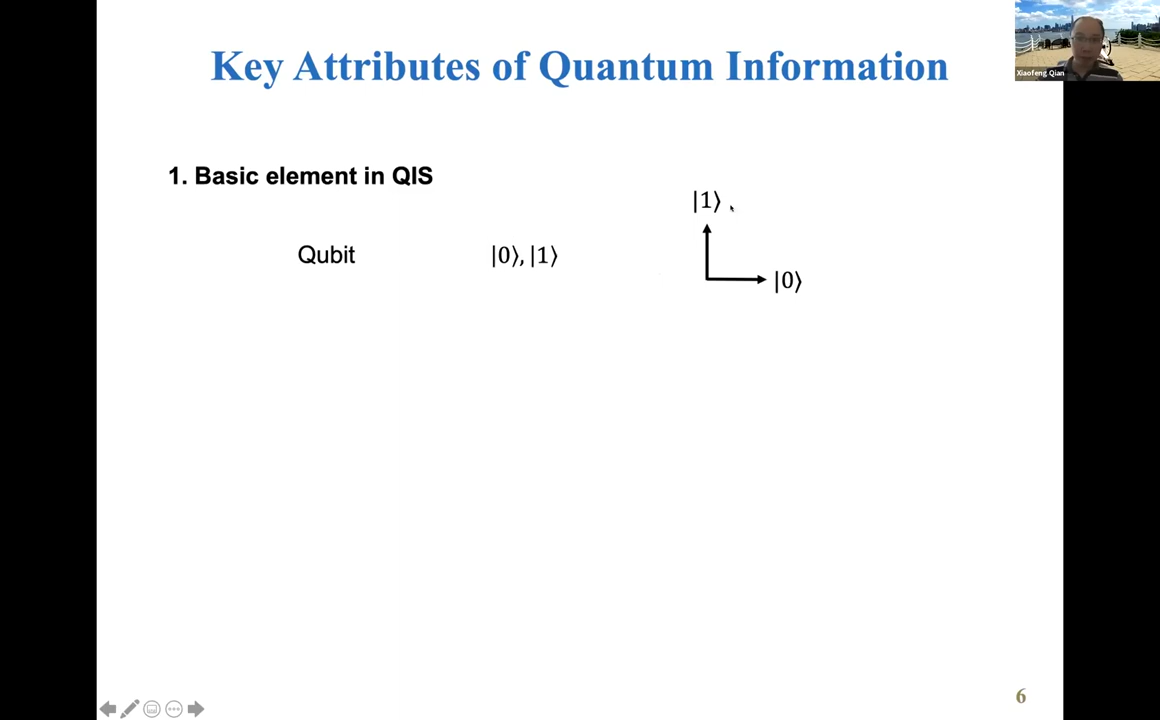 Key Attributes of Quantum Information
Xiaofeng Qian
1. Basic element in QIS
|1⟩
Qubit |0⟩, |1⟩
|0⟩
6